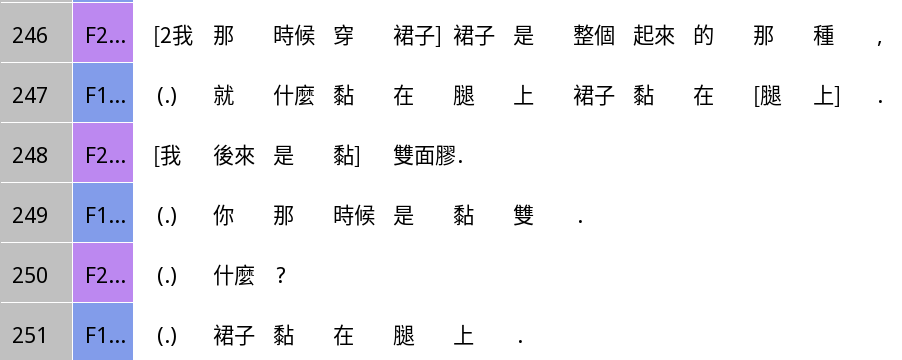 246 F2... [2我 那 時候 穿 裙子] 裙子 是 整個 起來 的 那 種 ,
247 F1... (.) 就 什麼 黏 在 腿 上 裙子 黏 在 [腿 上] .
248 F2... [我 後來 是 黏] 雙面膠.
249 F1... (.) 你 那 時候 是 黏 雙 .
250 F2... (.) 什麼 ?
251 F1... (.) 裙子 黏 在 腿 上 .